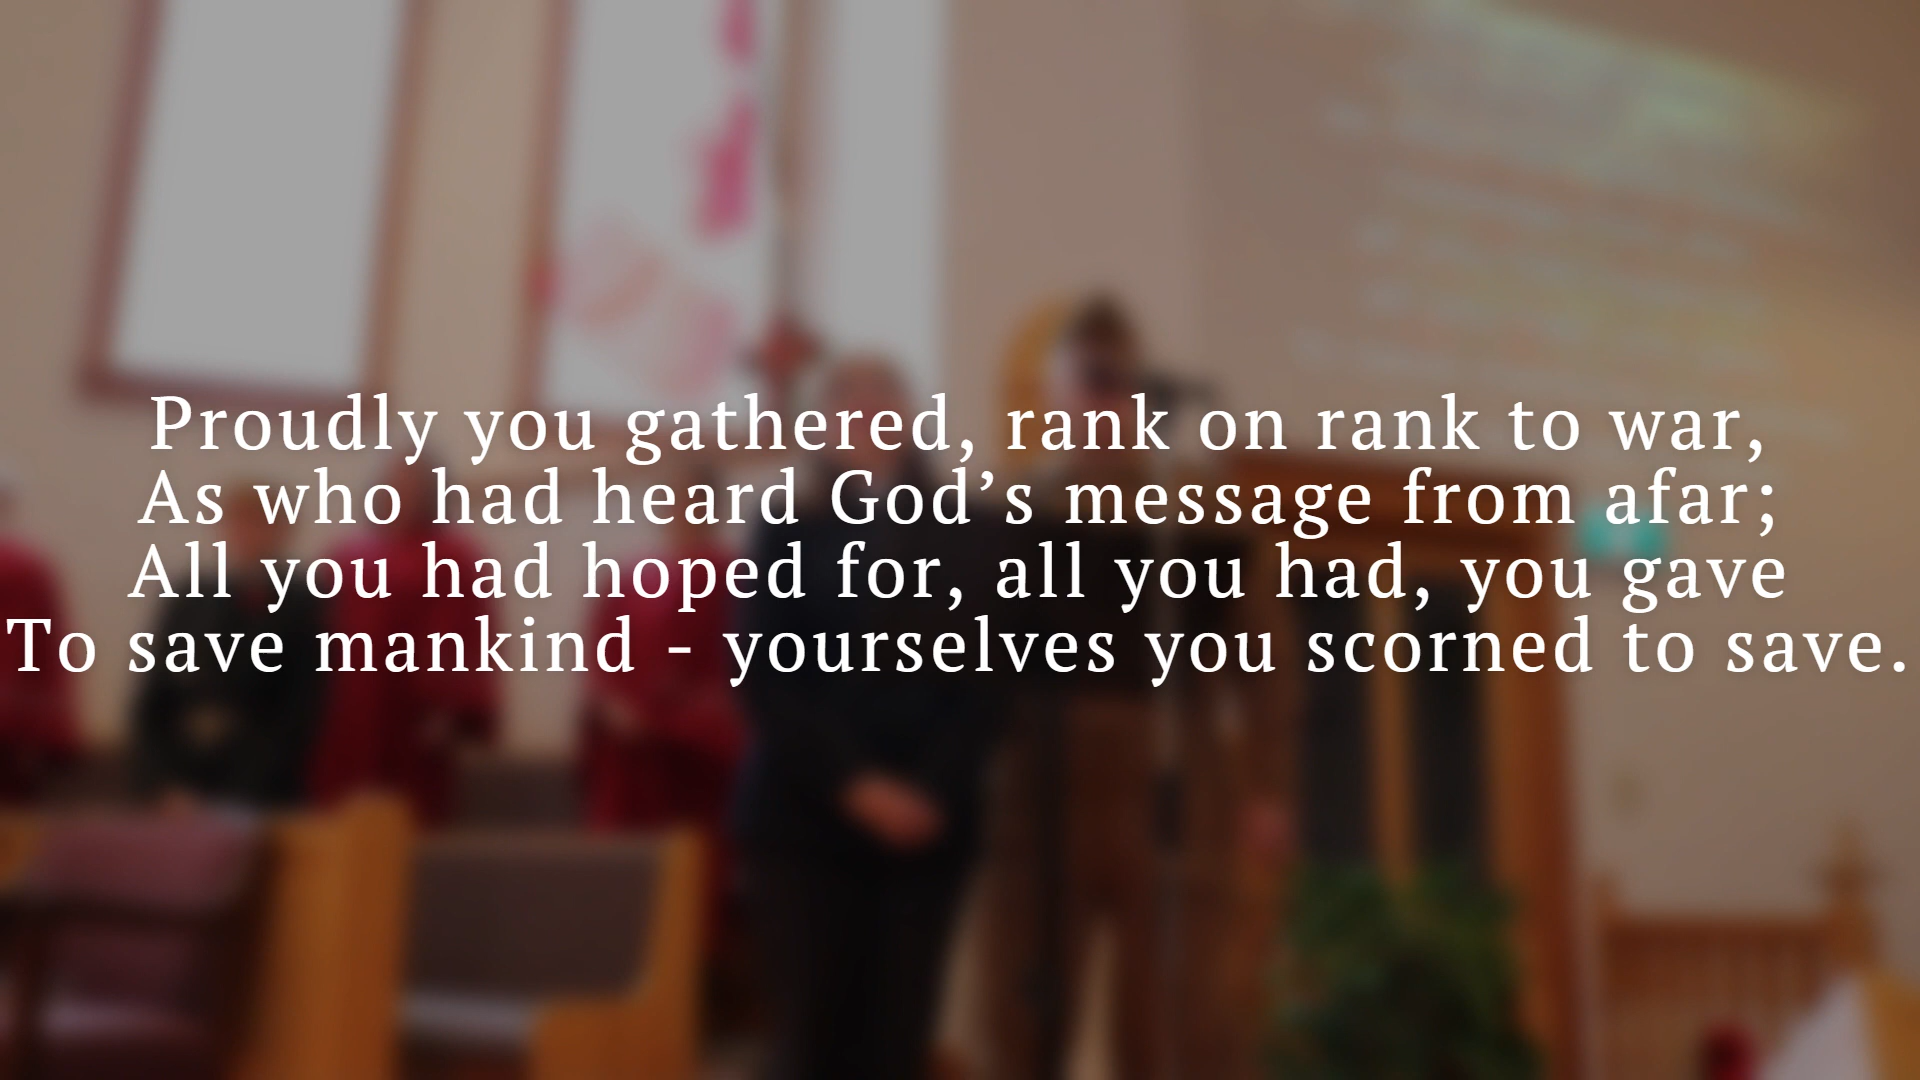 Proudly you gathered, rank on rank to war,
As who had heard God’s message from afar;
All you had hoped for, all you had, you gave
To save mankind - yourselves you scorned to save.